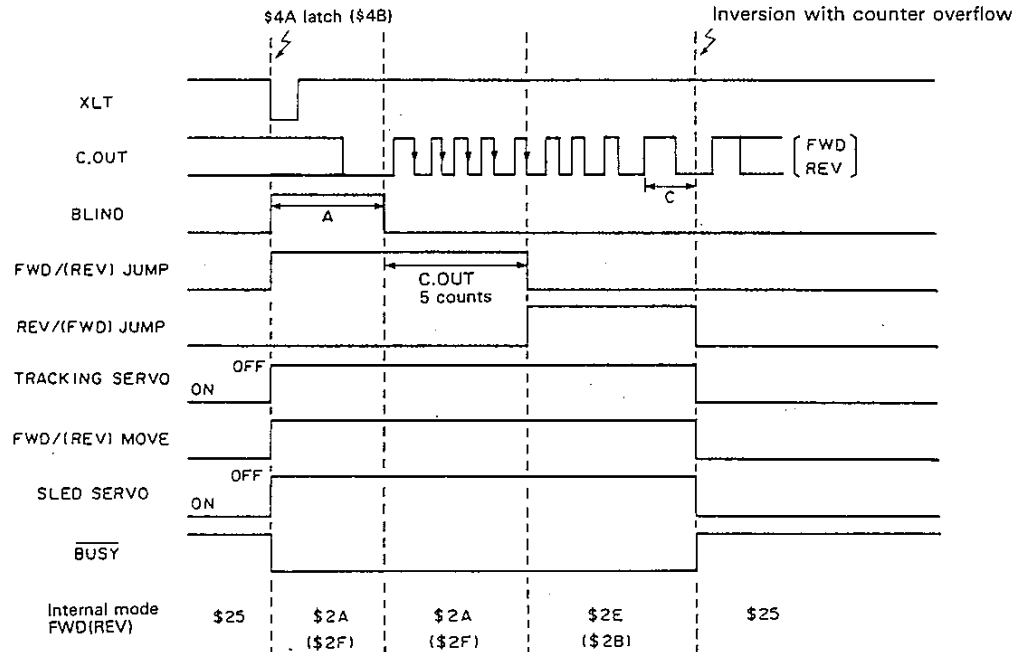 $4A latch ($4B)
Inversion with counter overflow
XLT
C.OUT
FWD
REV
C
BLIND
A
FWD/(REV) JUMP
C.OUT
5 counts
REV/(FWD) JUMP
OFF
TRACKING SERVO
ON
FWD/(REV) MOVE
OFF
SLED SERVO
ON
BUSY
Internal mode
FWD(REV)
$25 $2A $2A $2E $25
($2F) ($2F) ($2B)